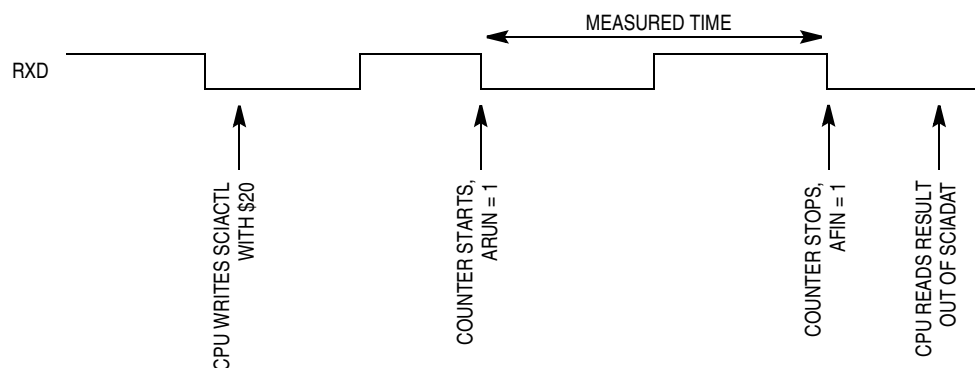 MEASURED TIME
RXD
CPU WRITES SCIACTL
WITH $20
COUNTER STARTS,
ARUN = 1
COUNTER STOPS,
AFIN = 1
CPU READS RESULT
OUT OF SCIADAT